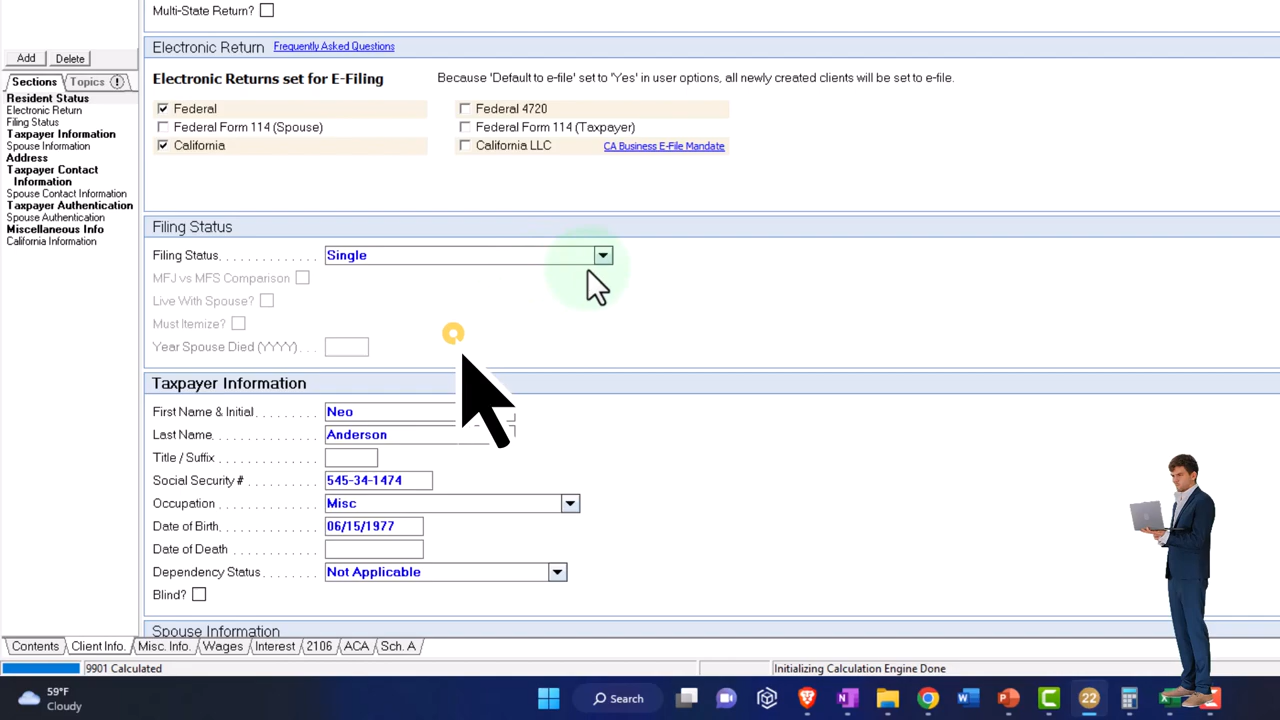 Multi-State Return?
Electronic Return Frequently Asked Questions
Add Delete
Electronic Returns set for E-Filing Because 'Default to e-file' set to 'Yes' in user options, all newly created clients will be set to e-file.
Sections Topics
Resident Status
Electronic Return
Filing Status
Taxpayer Information
Spouse Information
Address
Taxpayer Contact
Information
Spouse Contact Information
Taxpayer Authentication
Spouse Authentication
Miscellaneous Info
California Information
Federal Federal 4720
Federal Form 114 (Spouse) Federal Form 114 (Taxpayer)
California California LLC CA Business E-File Mandate
Filing Status
Filing Status Single
MFJ vs MFS Comparison
Live With Spouse?
Must Itemize?
Year Spouse Died (YYYY)
Taxpayer Information
First Name & Initial Neo
Last Name Anderson
Title / Suffix
Social Security # 545-34-1474
Occupation Misc
Date of Birth 06/15/1977
Date of Death
Dependency Status Not Applicable
Blind?
Spouse Information
Contents Client Info. Misc. Info. Wages Interest 2106 ACA Sch. A
9901 Calculated Initializing Calculation Engine Done
59°F
Cloudy
Search
22